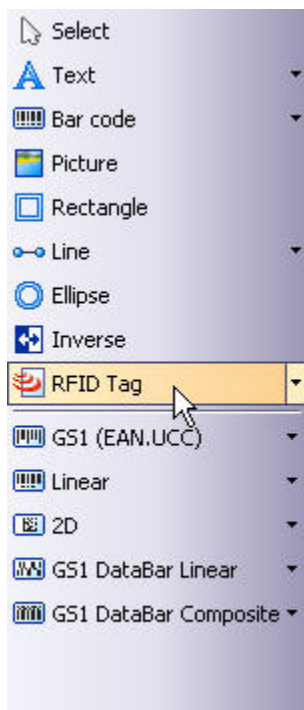 Select
Text
Bar code
Picture
Rectangle
Line
Ellipse
Inverse
RFID Tag
GS1 (EAN.UCC)
Linear
2D
GS1 DataBar Linear
GS1 DataBar Composite